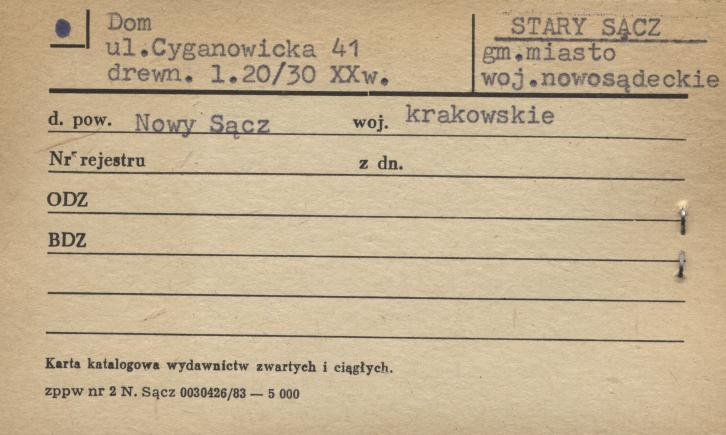 Dom
ul.Cyganowicka 41
drewn. l.20/30 XXw.
STARY SĄCZ
gm.miasto
woj.nowosądeckie
d. pow. Nowy Sącz woj. krakowskie
Nr rejestru z dn.
ODZ
BDZ
Karta katalogowa wydawnictw zwartych i ciągłych.
zppw nr 2 N. Sącz 0030426/83 — 5 000